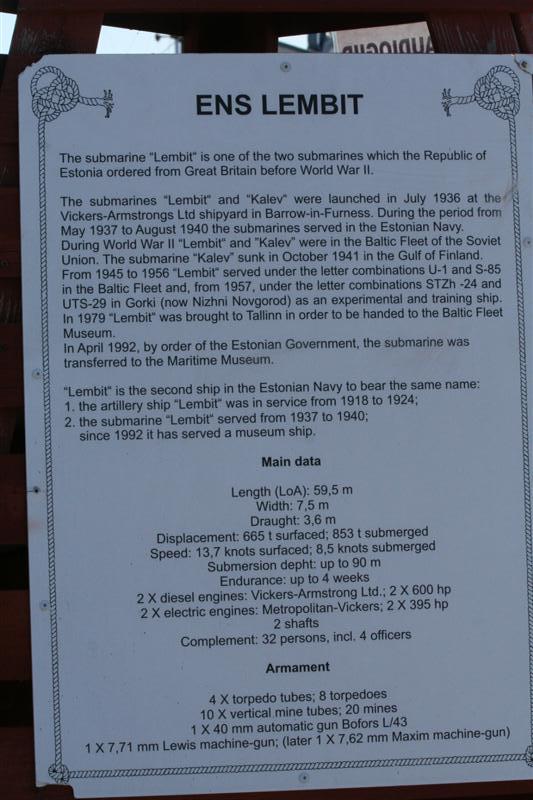 AUDIOGUI
ENS LEMBIT
The submarine "Lembit" is one of the two submarines which the Republic of
Estonia ordered from Great Britain before World War II.
The submarines "Lembit" and "Kalev" were launched in July 1936 at the
Vickers-Armstrongs Ltd shipyard in Barrow-in-Furness. During the period from
May 1937 to August 1940 the submarines served in the Estonian Navy.
During World War II "Lembit" and "Kalev" were in the Baltic Fleet of the Soviet
Union. The submarine "Kalev" sunk in October 1941 in the Gulf of Finland.
From 1945 to 1956 "Lembit" served under the letter combinations U-1 and S-85
in the Baltic Fleet and, from 1957, under the letter combinations STZh -24 and
UTS-29 in Gorki (now Nizhni Novgorod) as an experimental and training ship.
In 1979 "Lembit" was brought to Tallinn in order to be handed to the Baltic Fleet
Museum.
In April 1992, by order of the Estonian Government, the submarine was
transferred to the Maritime Museum.
"Lembit" is the second ship in the Estonian Navy to bear the same name:
1. the artillery ship "Lembit" was in service from 1918 to 1924;
2. the submarine "Lembit" served from 1937 to 1940;
since 1992 it has served a museum ship.
Main data
Length (LoA): 59,5 m
Width: 7,5 m
Draught: 3,6 m
Displacement: 665 t surfaced; 853 t submerged
Speed: 13,7 knots surfaced; 8,5 knots submerged
Submersion depht: up to 90 m
Endurance: up to 4 weeks
2 X diesel engines: Vickers-Armstrong Ltd.; 2 X 600 hp
2 X electric engines: Metropolitan-Vickers; 2 X 395 hp
2 shafts
Complement: 32 persons, incl. 4 officers
Armament
4 X torpedo tubes; 8 torpedoes
10 X vertical mine tubes; 20 mines
1 X 40 mm automatic gun Bofors L/43
1 X 7,71 mm Lewis machine-gun; (later 1 X 7,62 mm Maxim machine-gun)